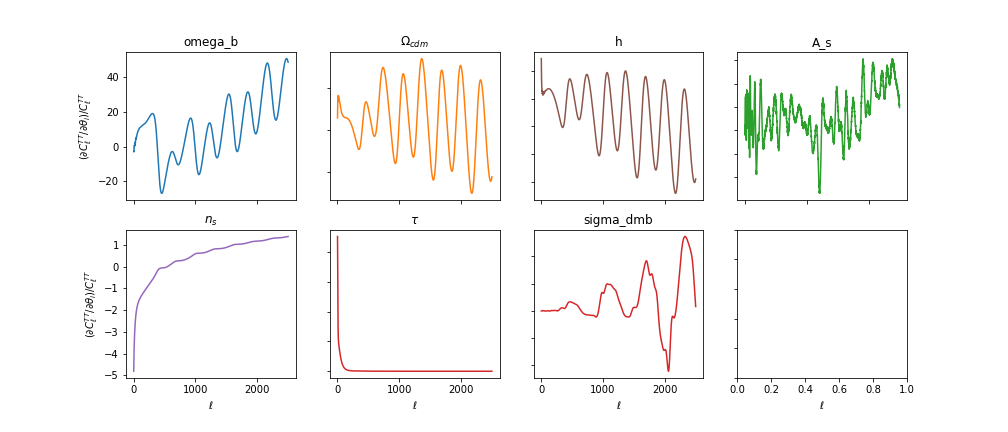 omega_b
Ω_cdm
h
A_s
(∂C_ℓ^TT/∂θ_i)/C_ℓ^TT
40
20
0
−20
n_s
τ
sigma_dmb
(∂C_ℓ^TT/∂θ_i)/C_ℓ^TT
1
0
−1
−2
−3
−4
−5
0 1000 2000
0 1000 2000
0 1000 2000
0.0 0.2 0.4 0.6 0.8 1.0
ℓ
ℓ
ℓ
ℓ